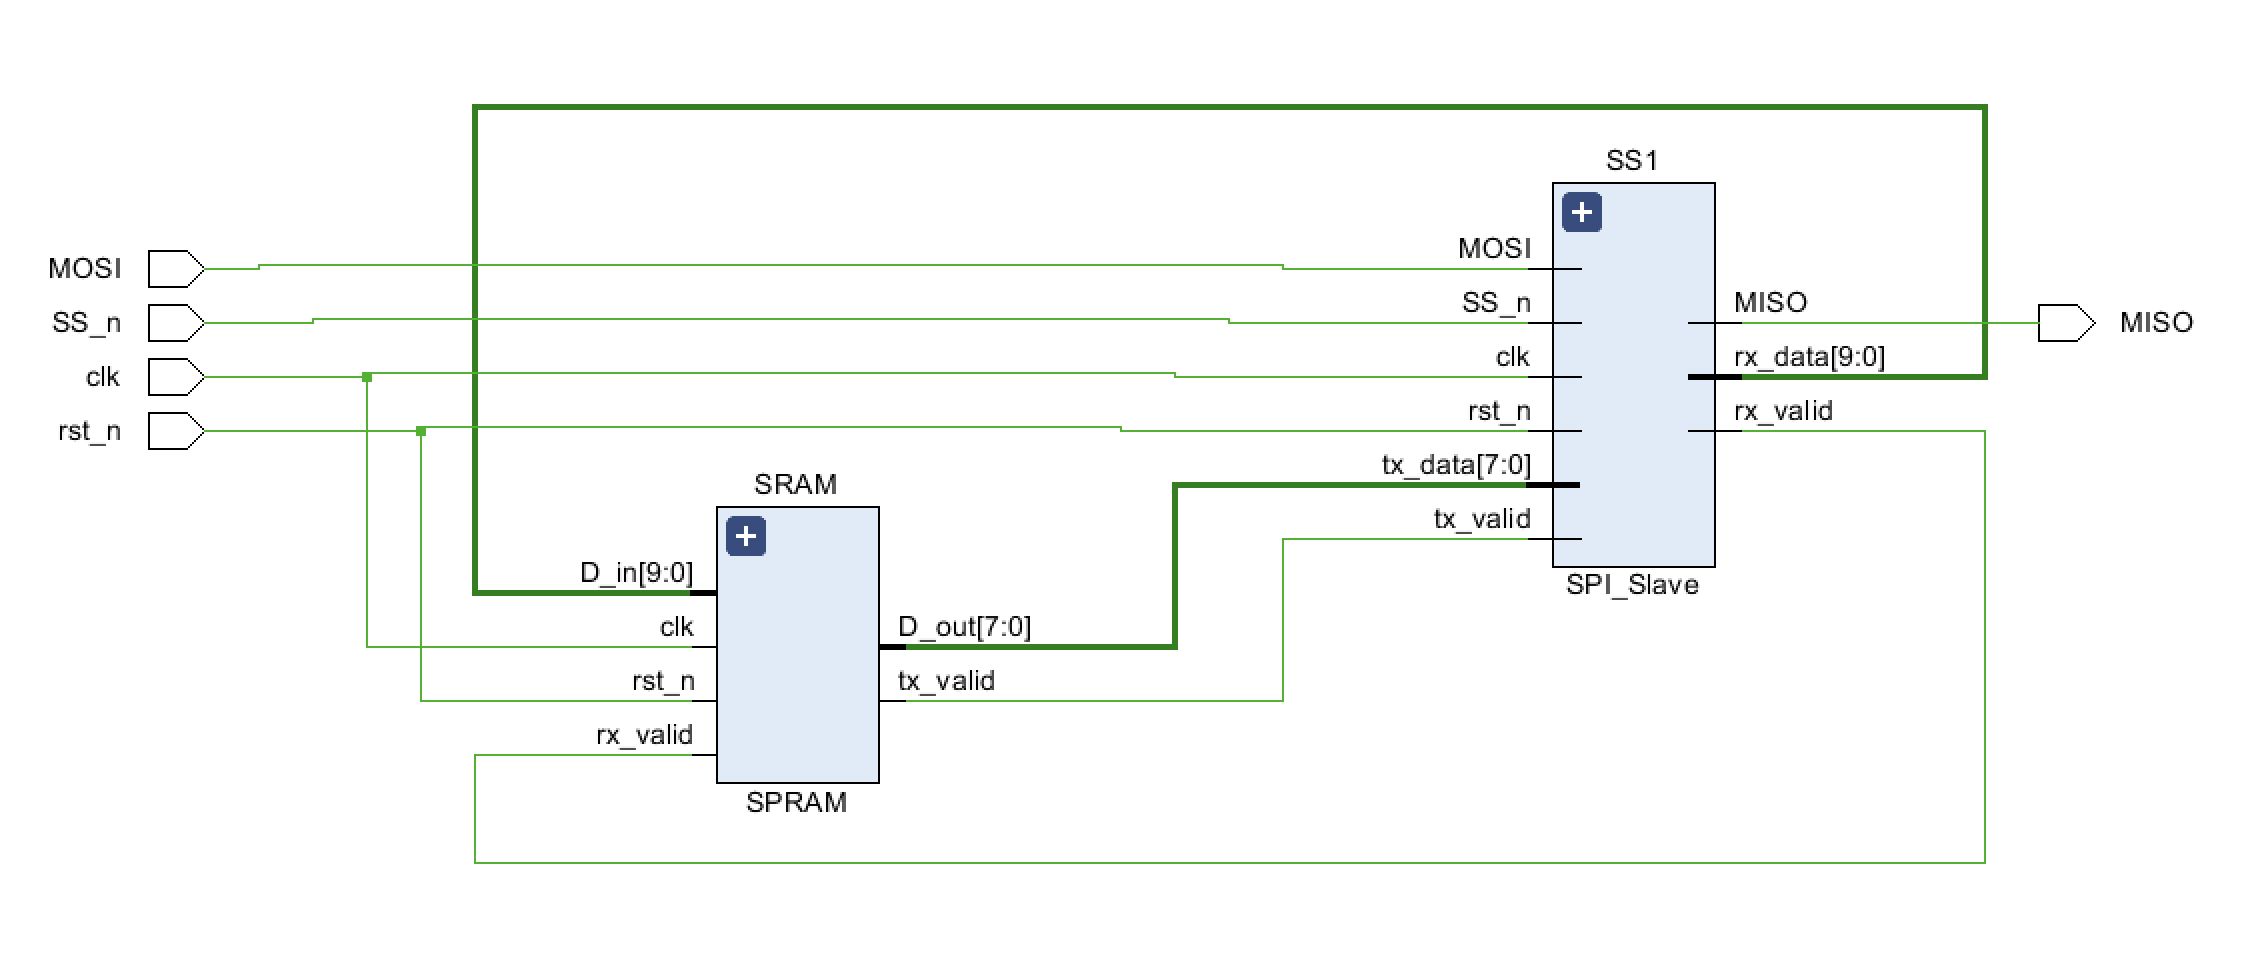 SS1
MOSI
SS_n
clk
rst_n
MOSI
SS_n
clk
rst_n
tx_data[7:0]
tx_valid
MISO
rx_data[9:0]
rx_valid
MISO
SPI_Slave
SRAM
D_in[9:0]
clk
rst_n
rx_valid
D_out[7:0]
tx_valid
SPRAM